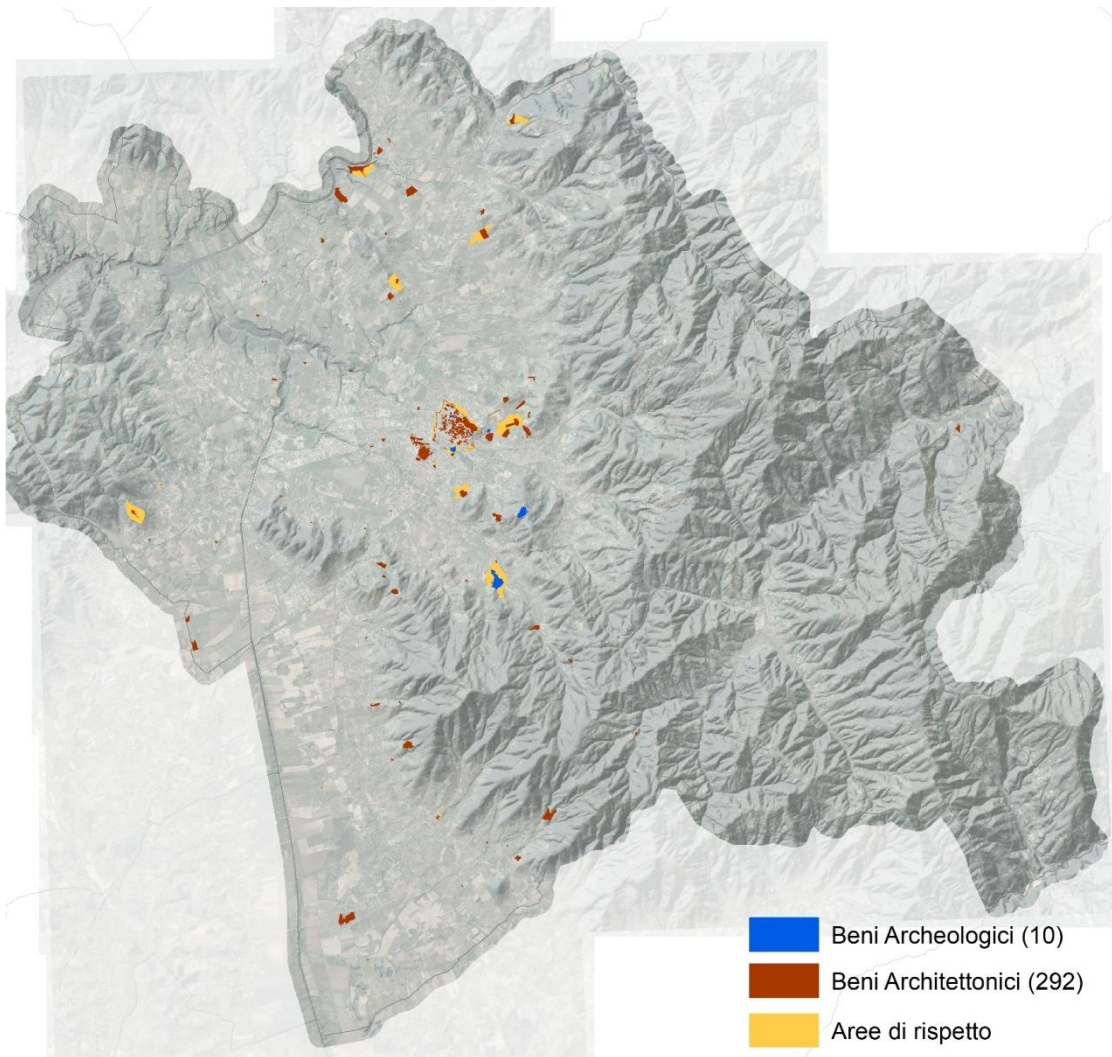 Beni Archeologici (10)
Beni Architettonici (292)
Aree di rispetto